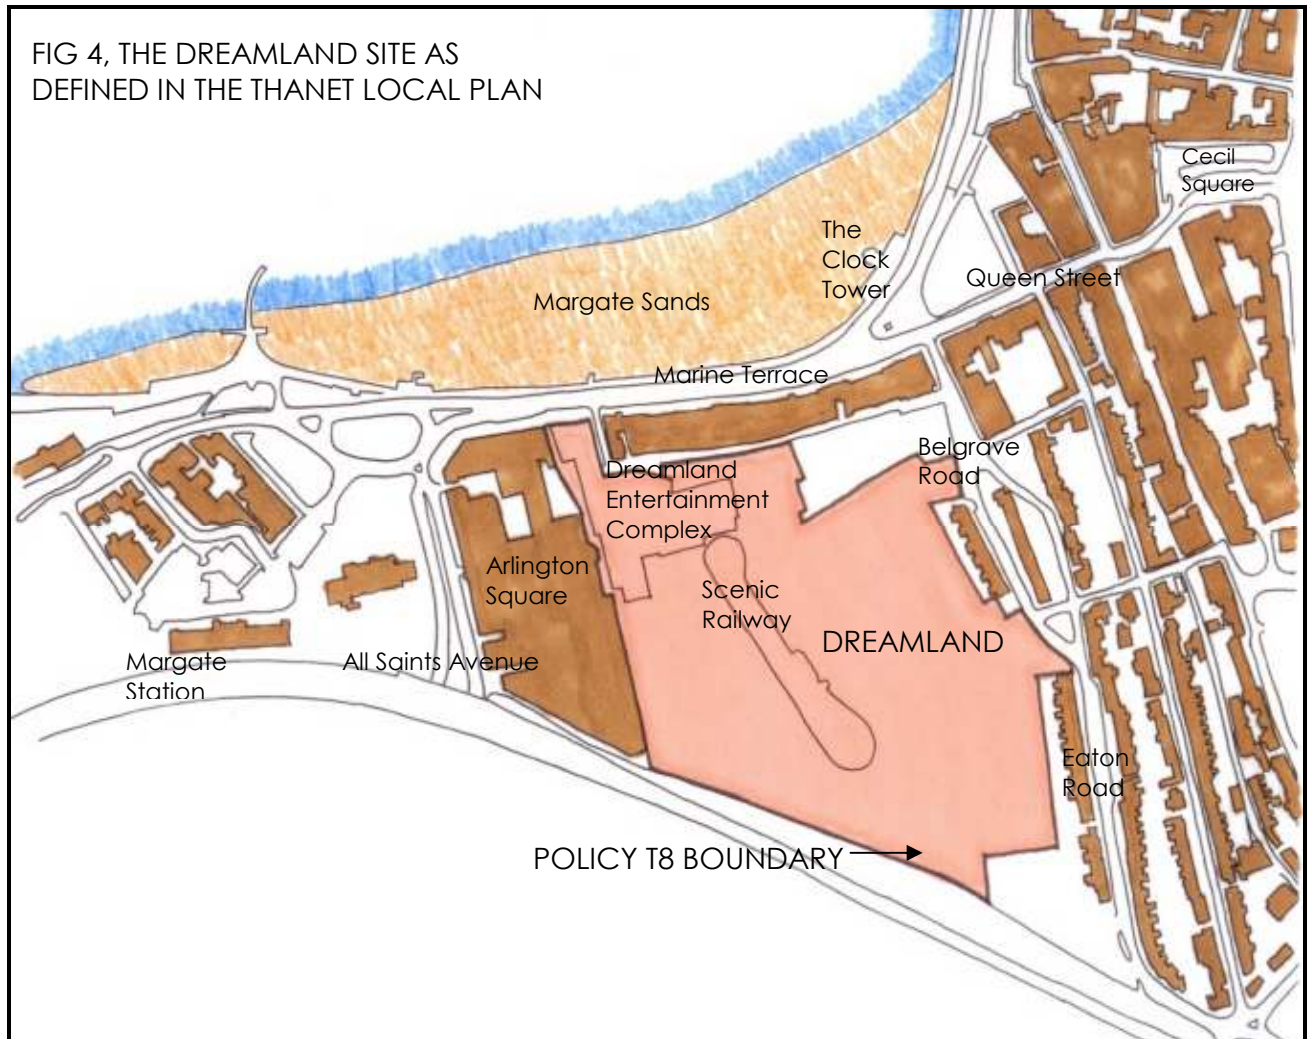 FIG 4, THE DREAMLAND SITE AS
DEFINED IN THE THANET LOCAL PLAN
Cecil
Square
The
Clock
Tower
Queen Street
Margate Sands
Marine Terrace
Belgrave
Road
Dreamland
Entertainment
Complex
Arlington
Square
Scenic
Railway
DREAMLAND
Margate
Station
All Saints Avenue
Eaton
Road
POLICY T8 BOUNDARY